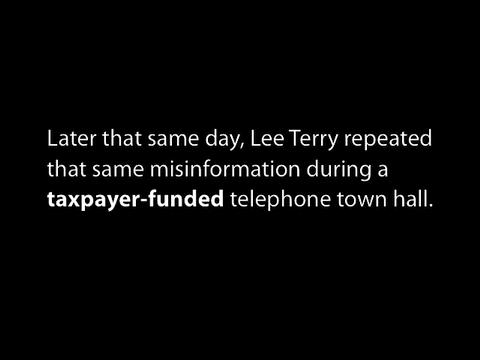 Later that same day, Lee Terry repeated
that same misinformation during a
taxpayer-funded telephone town hall.